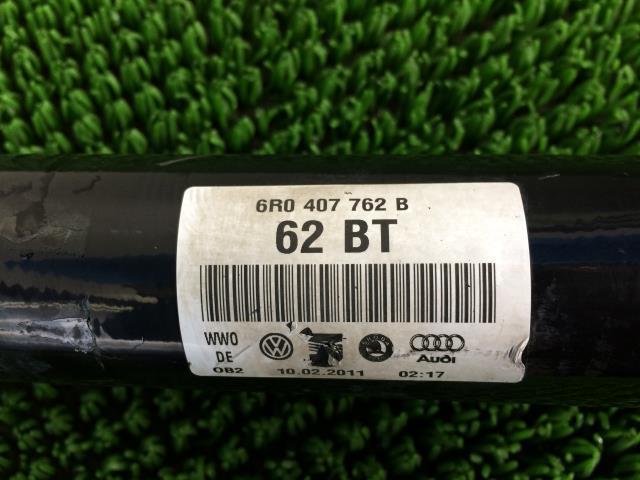 6R0 407 762 B
62 BT
WWO
DE
OB2
10.02.2011
02:17
Audi